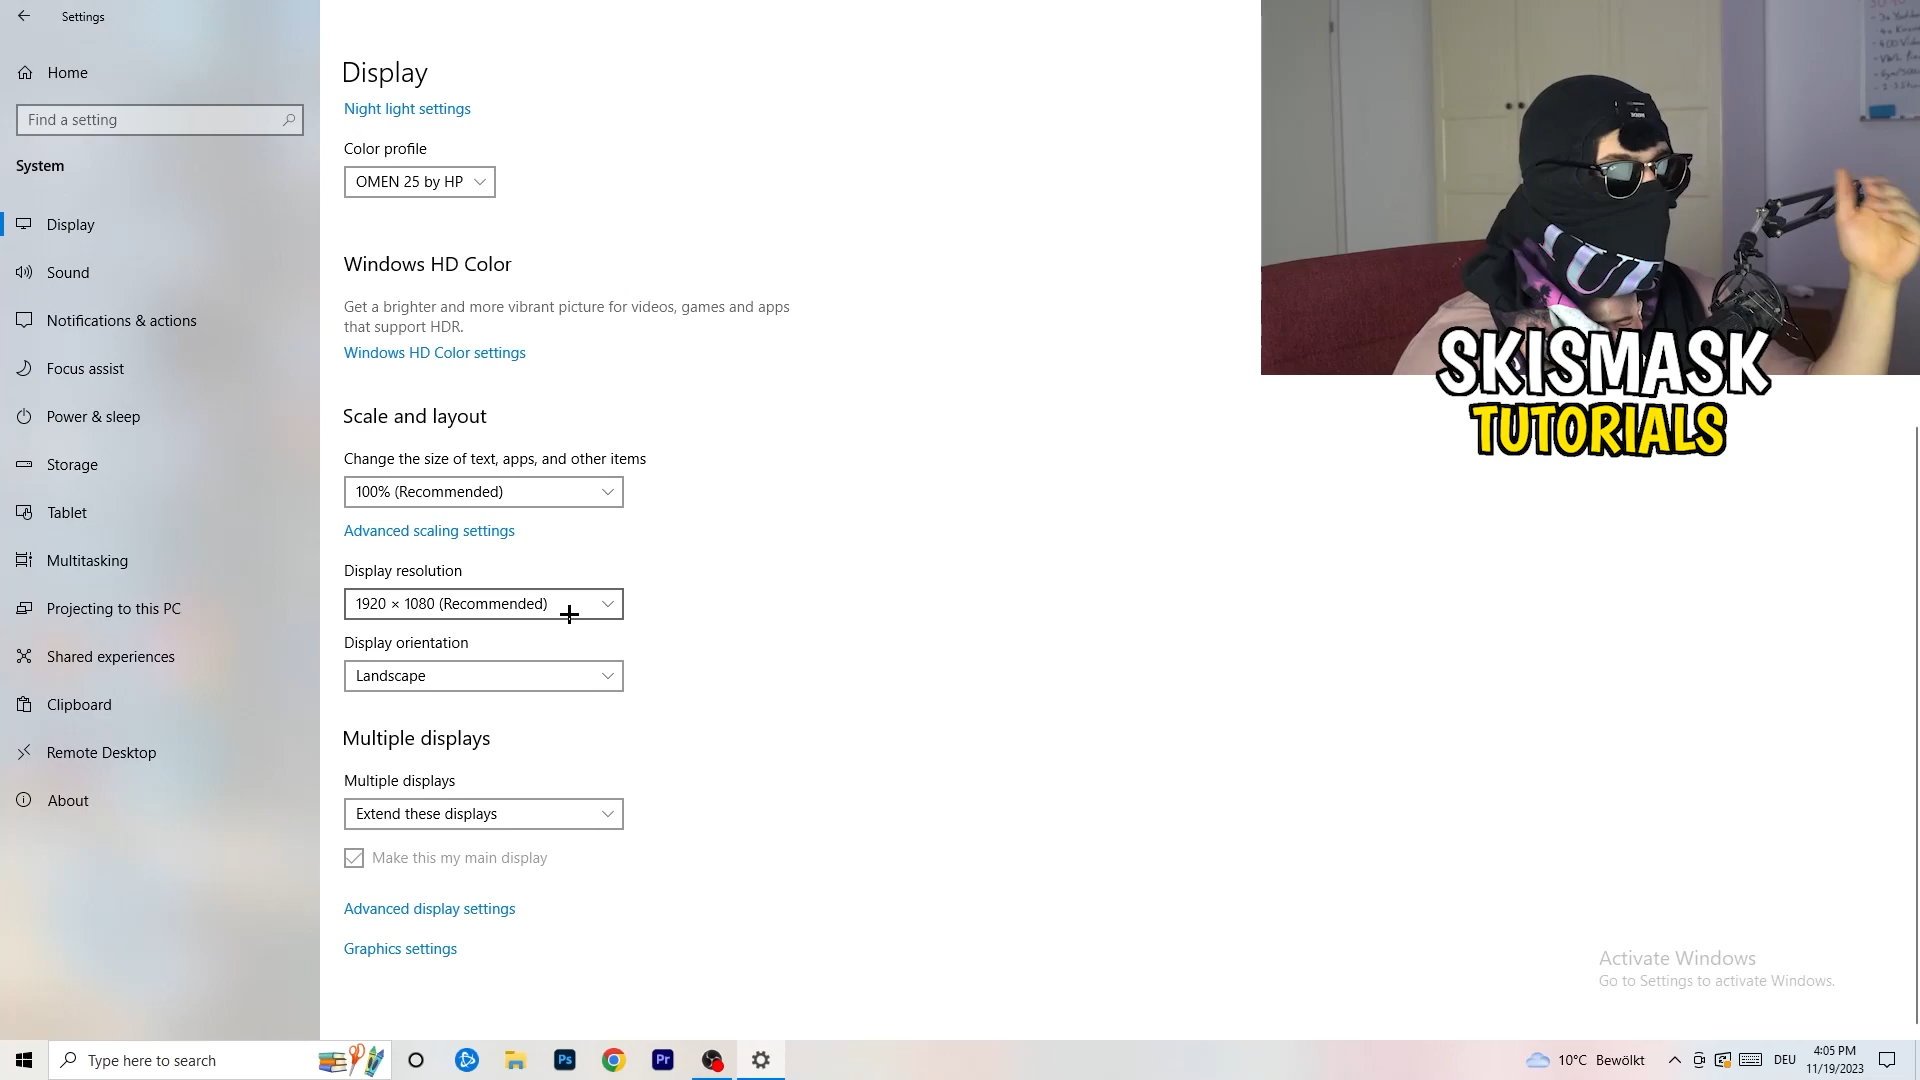 Settings
Home
Find a setting
System
Display
Sound
Notifications & actions
Focus assist
Power & sleep
Storage
Tablet
Multitasking
Projecting to this PC
Shared experiences
Clipboard
Remote Desktop
About
Display
Night light settings
Color profile
OMEN 25 by HP
Windows HD Color
Get a brighter and more vibrant picture for videos, games and apps
that support HDR.
Windows HD Color settings
Scale and layout
Change the size of text, apps, and other items
100% (Recommended)
Advanced scaling settings
Display resolution
1920 × 1080 (Recommended)
Display orientation
Landscape
Multiple displays
Multiple displays
Extend these displays
Make this my main display
Advanced display settings
Graphics settings
SKISMASK
TUTORIALS
Activate Windows
Go to Settings to activate Windows.
Type here to search
Ps
Pr
10°C Bewölkt
DEU
4:05 PM
11/19/2023